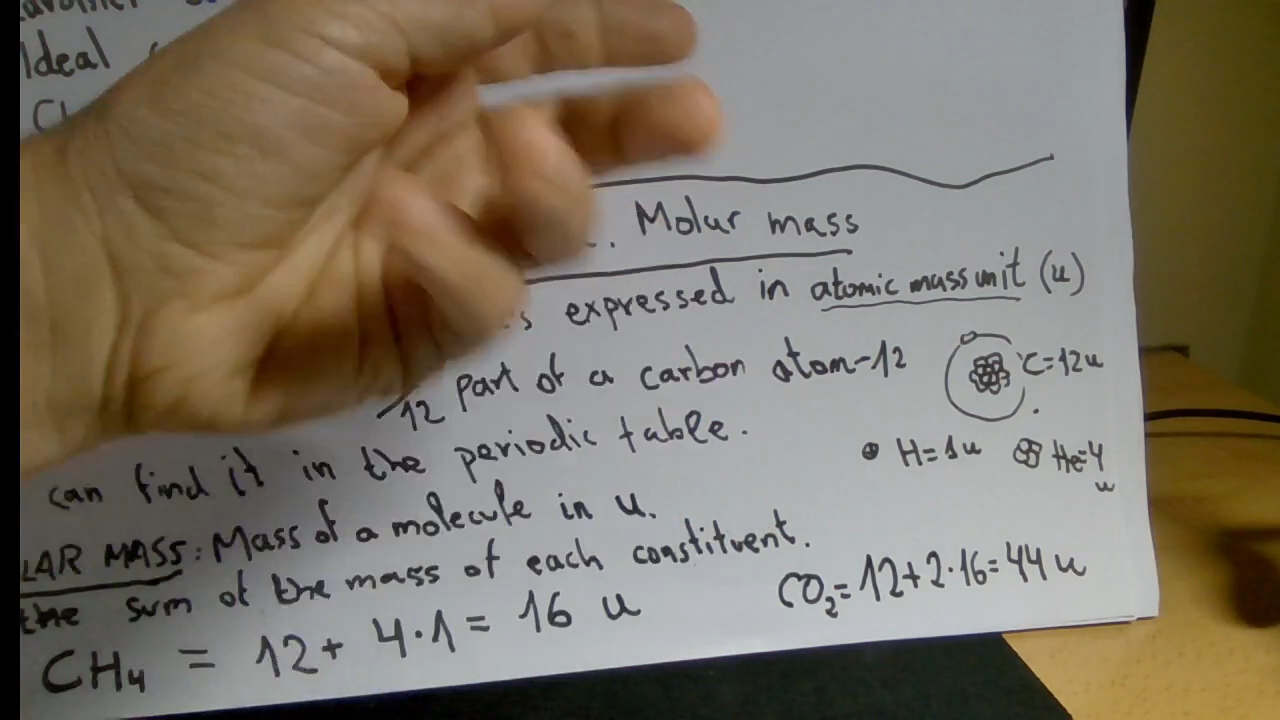 Ideal
Molar mass
expressed in atomic mass unit (u)
12 part of a carbon atom-12
C=12u
can find it in the periodic table.
H=1u
He=4
u
LAR MASS: Mass of a molecule in u.
the sum of the mass of each constituent.
CH₄ = 12+ 4·1 = 16 u
CO₂=12+2·16=44 u